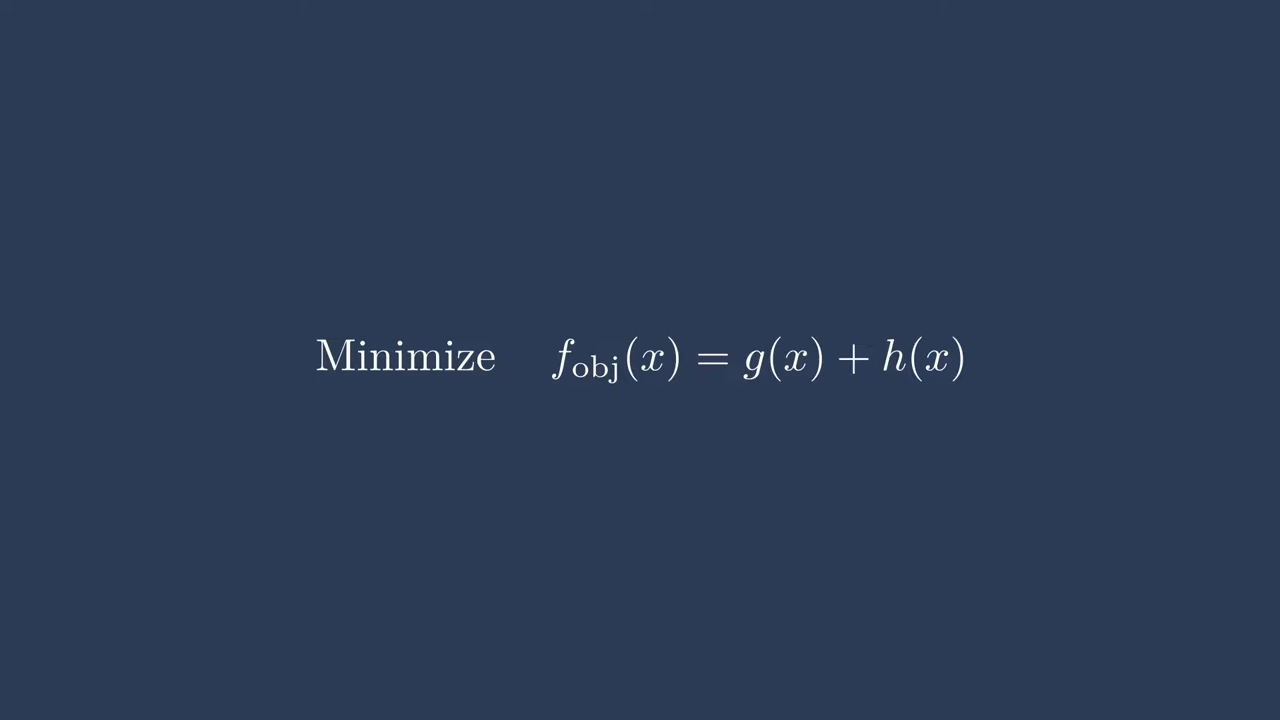 Minimize f_obj(x) = g(x) + h(x)